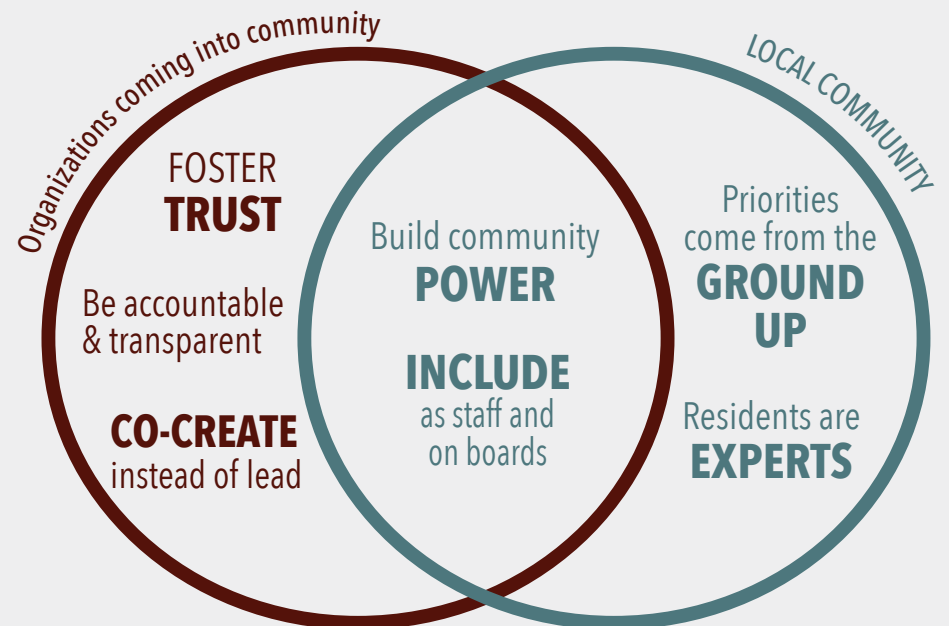 Organizations coming into community
FOSTER
TRUST
Be accountable
& transparent
CO-CREATE
instead of lead
Build community
POWER
INCLUDE
as staff and
on boards
LOCAL COMMUNITY
Priorities
come from the
GROUND
UP
Residents are
EXPERTS